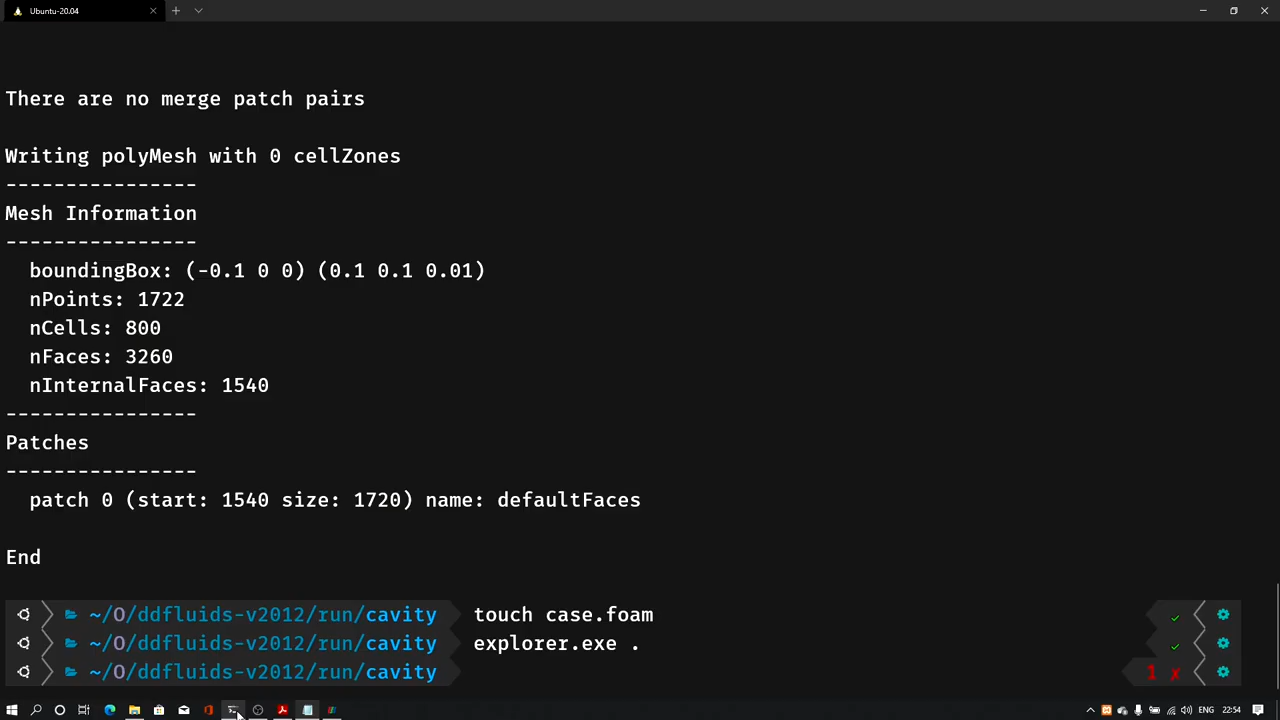 Ubuntu-20.04
There are no merge patch pairs
Writing polyMesh with 0 cellZones
----------------
Mesh Information
----------------
boundingBox: (-0.1 0 0) (0.1 0.1 0.01)
nPoints: 1722
nCells: 800
nFaces: 3260
nInternalFaces: 1540
----------------
Patches
----------------
patch 0 (start: 1540 size: 1720) name: defaultFaces
End
~/O/ddfluids-v2012/run/cavity touch case.foam
~/O/ddfluids-v2012/run/cavity explorer.exe .
~/O/ddfluids-v2012/run/cavity 1 x
ENG 22:54